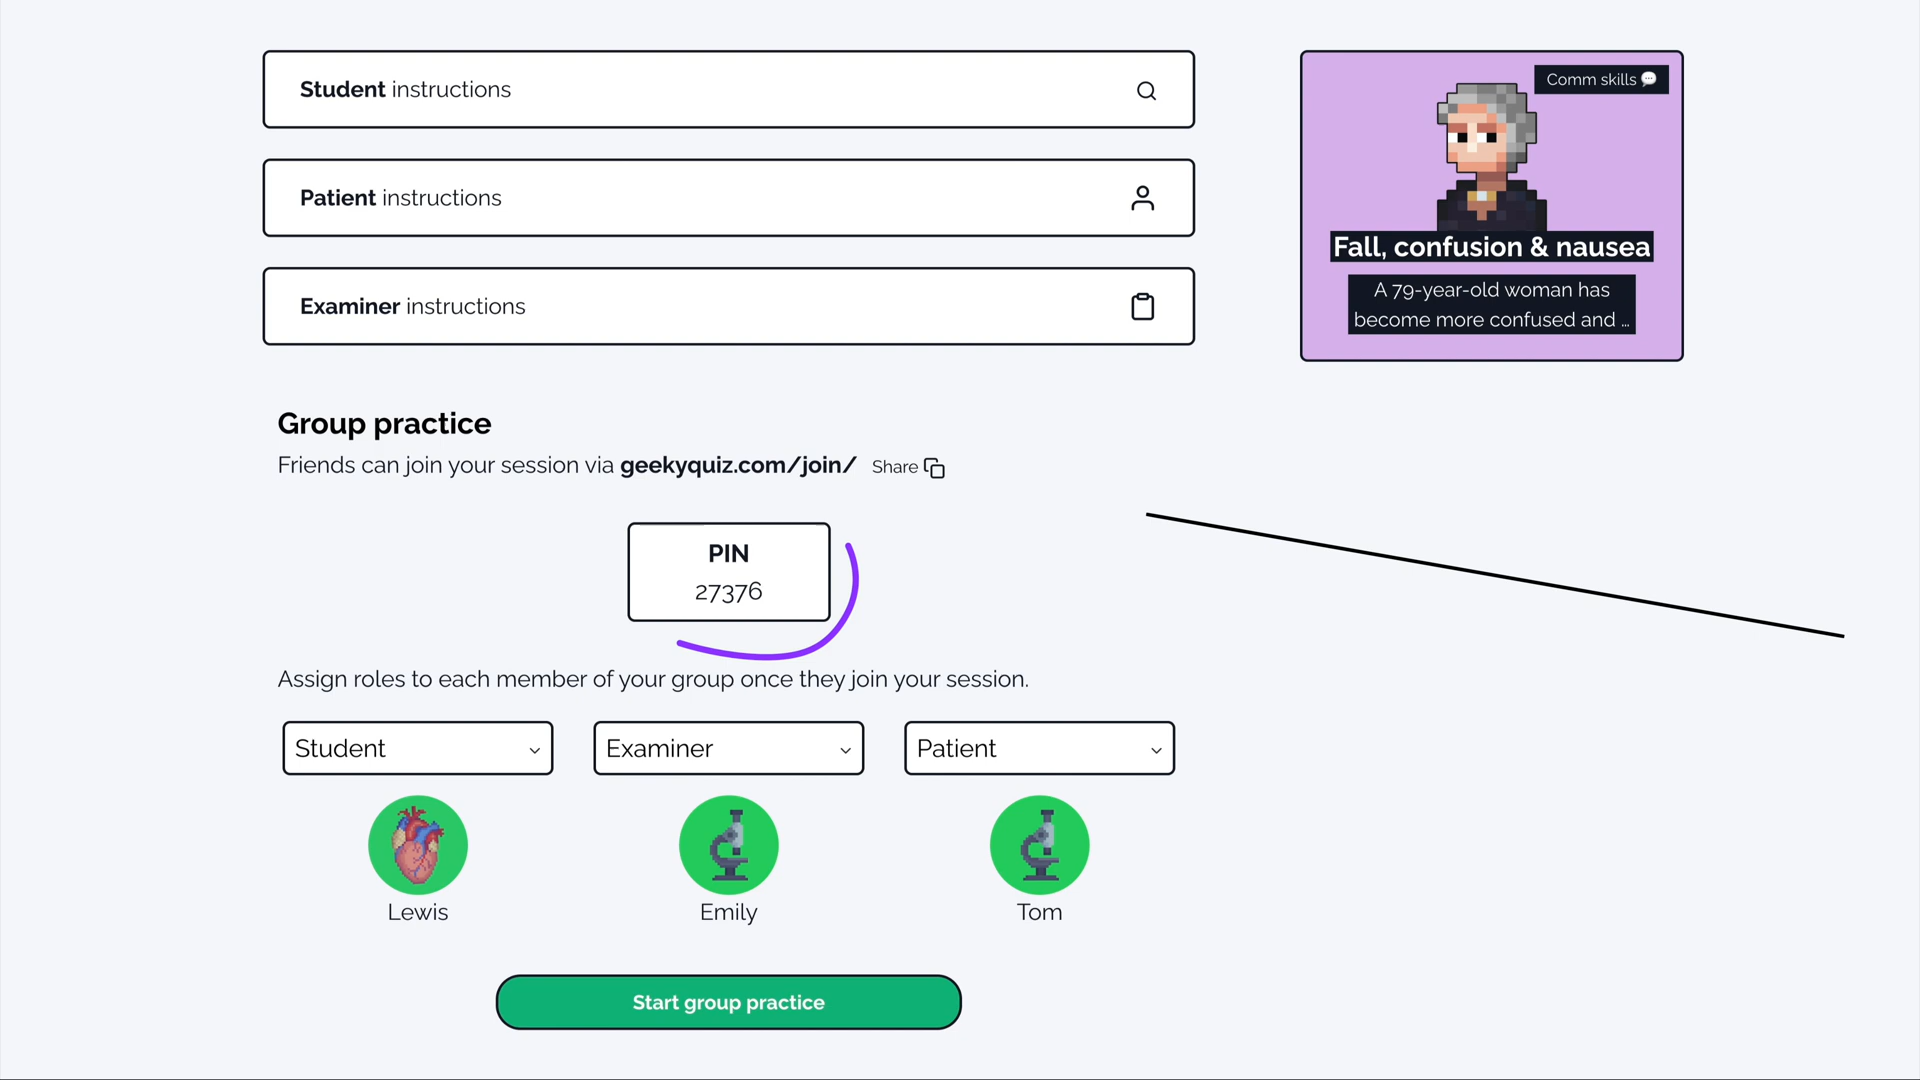 Student instructions
Patient instructions
Examiner instructions
Comm skills
Fall, confusion & nausea
A 79-year-old woman has
become more confused and ...
Group practice
Friends can join your session via geekyquiz.com/join/ Share
PIN
27376
Assign roles to each member of your group once they join your session.
Student
Examiner
Patient
Lewis
Emily
Tom
Start group practice